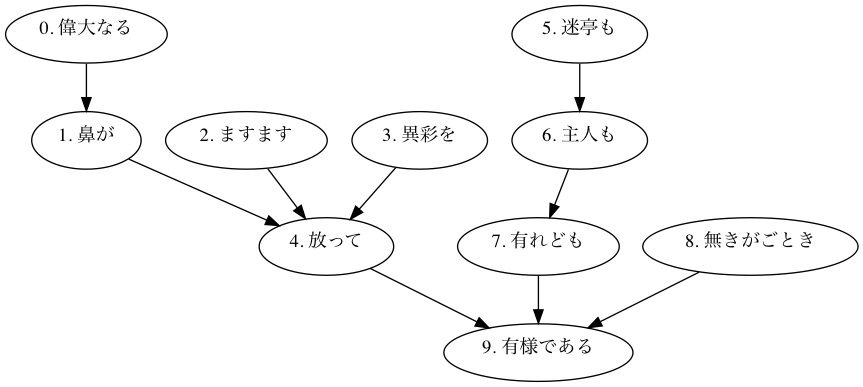 0. 偉大なる
5. 迷亭も
1. 鼻が
2. ますます
3. 異彩を
6. 主人も
4. 放って
7. 有れども
8. 無きがごとき
9. 有様である